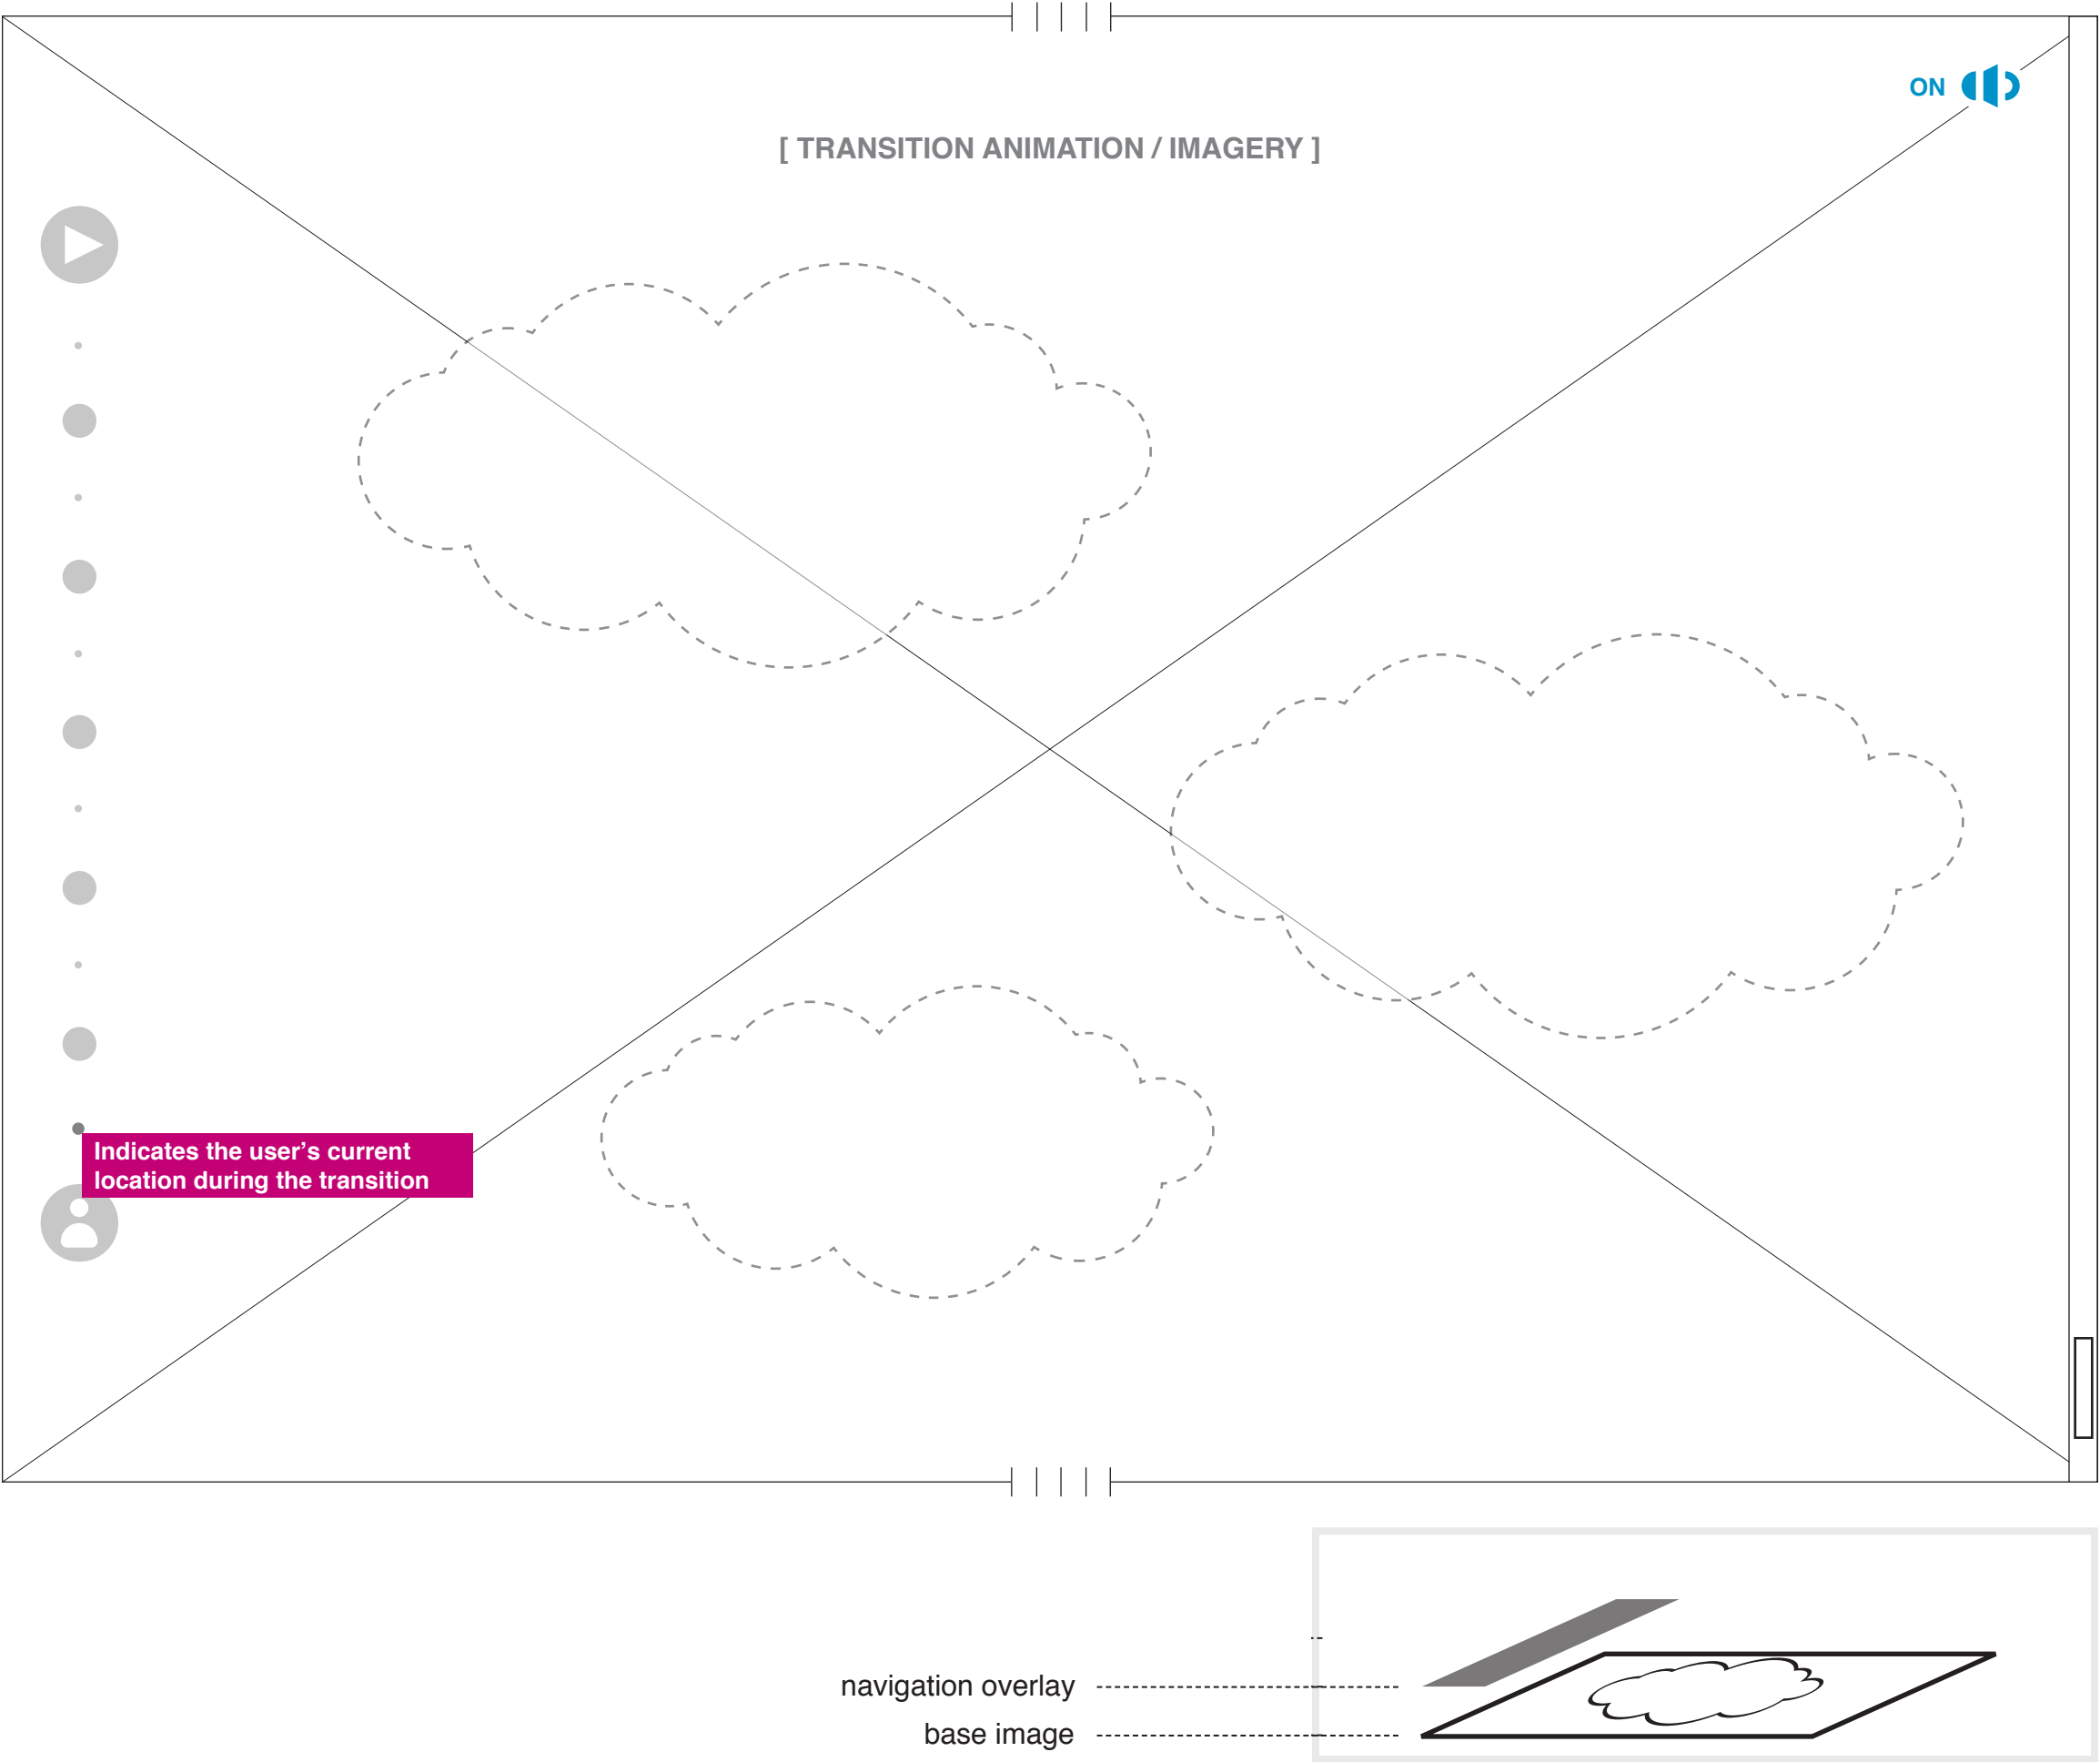 ON
[ TRANSITION ANIMATION / IMAGERY ]
Indicates the user’s current
location during the transition
navigation overlay
base image